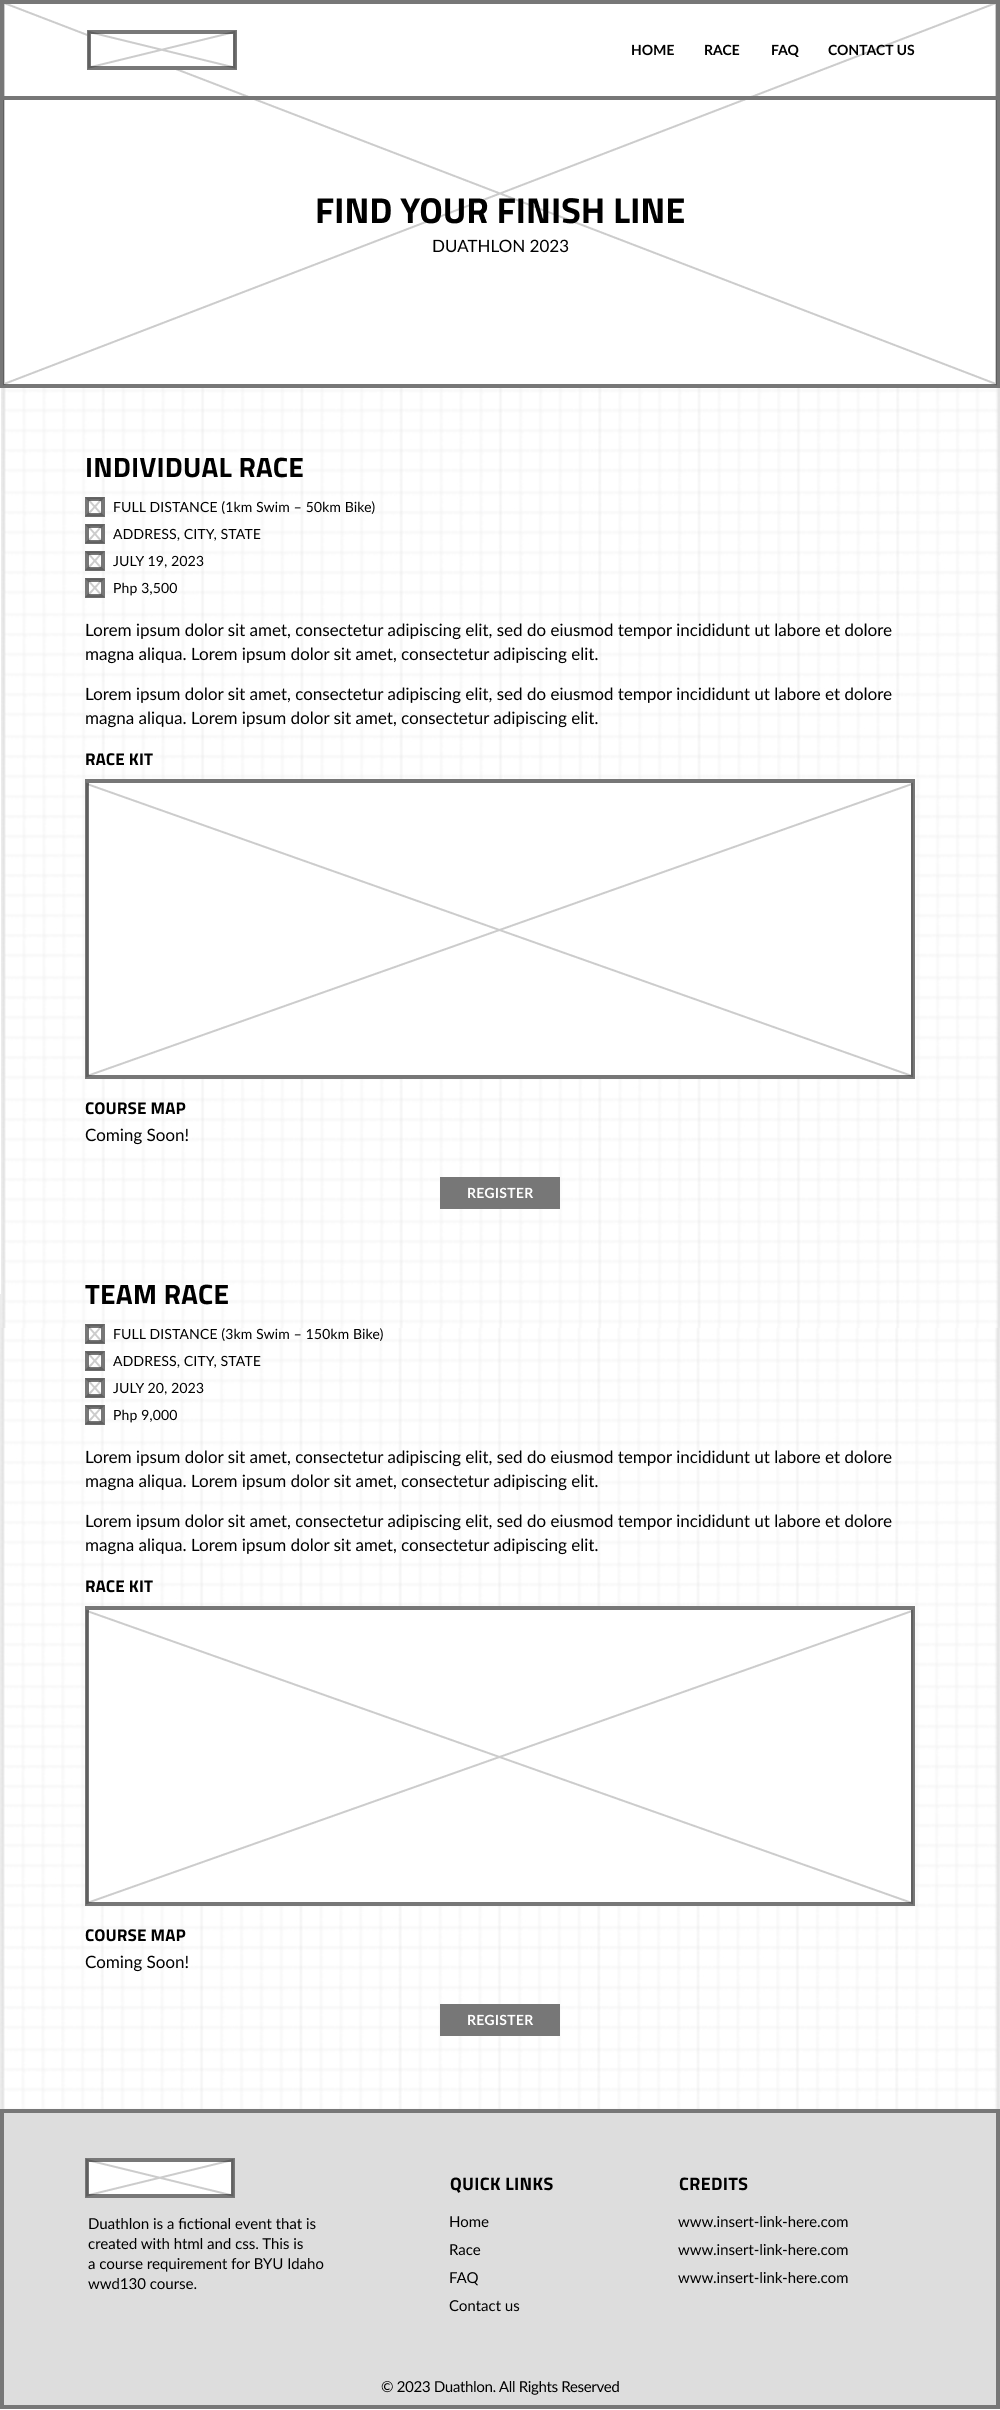 HOME RACE FAQ CONTACT US
FIND YOUR FINISH LINE
DUATHLON 2023
INDIVIDUAL RACE
FULL DISTANCE (1km Swim – 50km Bike)
ADDRESS, CITY, STATE
JULY 19, 2023
Php 3,500
Lorem ipsum dolor sit amet, consectetur adipiscing elit, sed do eiusmod tempor incididunt ut labore et dolore
magna aliqua. Lorem ipsum dolor sit amet, consectetur adipiscing elit.
Lorem ipsum dolor sit amet, consectetur adipiscing elit, sed do eiusmod tempor incididunt ut labore et dolore
magna aliqua. Lorem ipsum dolor sit amet, consectetur adipiscing elit.
RACE KIT
COURSE MAP
Coming Soon!
REGISTER
TEAM RACE
FULL DISTANCE (3km Swim – 150km Bike)
ADDRESS, CITY, STATE
JULY 20, 2023
Php 9,000
Lorem ipsum dolor sit amet, consectetur adipiscing elit, sed do eiusmod tempor incididunt ut labore et dolore
magna aliqua. Lorem ipsum dolor sit amet, consectetur adipiscing elit.
Lorem ipsum dolor sit amet, consectetur adipiscing elit, sed do eiusmod tempor incididunt ut labore et dolore
magna aliqua. Lorem ipsum dolor sit amet, consectetur adipiscing elit.
RACE KIT
COURSE MAP
Coming Soon!
REGISTER
Duathlon is a fictional event that is
created with html and css. This is
a course requirement for BYU Idaho
wwd130 course.
QUICK LINKS
Home
Race
FAQ
Contact us
CREDITS
www.insert-link-here.com
www.insert-link-here.com
www.insert-link-here.com
© 2023 Duathlon. All Rights Reserved